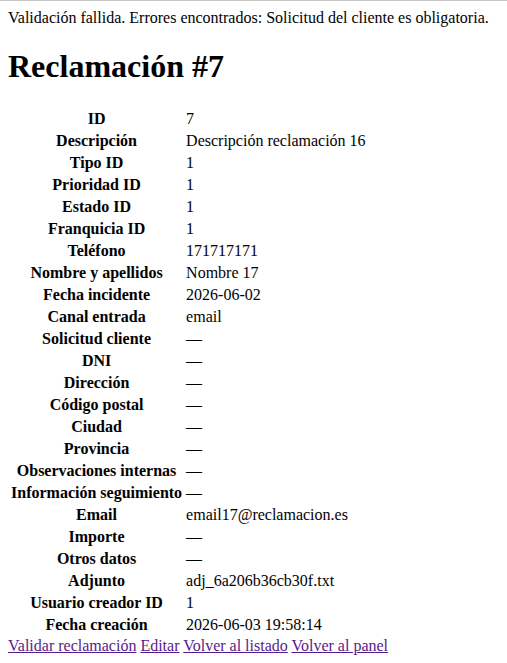 Validación fallida. Errores encontrados: Solicitud del cliente es obligatoria.
Reclamación #7
ID 7
Descripción Descripción reclamación 16
Tipo ID 1
Prioridad ID 1
Estado ID 1
Franquicia ID 1
Teléfono 171717171
Nombre y apellidos Nombre 17
Fecha incidente 2026-06-02
Canal entrada email
Solicitud cliente —
DNI —
Dirección —
Código postal —
Ciudad —
Provincia —
Observaciones internas —
Información seguimiento —
Email email17@reclamacion.es
Importe —
Otros datos —
Adjunto adj_6a206b36cb30f.txt
Usuario creador ID 1
Fecha creación 2026-06-03 19:58:14
Validar reclamación Editar Volver al listado Volver al panel